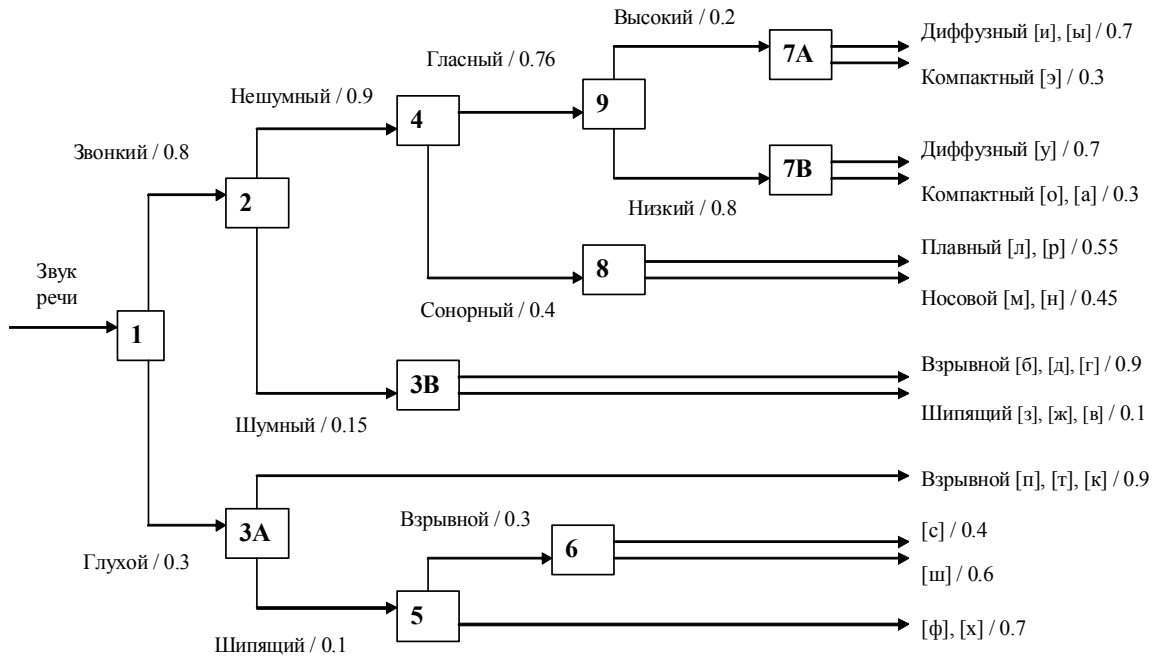 Высокий / 0.2
Диффузный [и], [ы] / 0.7
7А
Гласный / 0.76
Компактный [э] / 0.3
Нешумный / 0.9
9
4
Звонкий / 0.8
Диффузный [у] / 0.7
7В
2
Компактный [о], [а] / 0.3
Низкий / 0.8
Плавный [л], [р] / 0.55
8
Звук
речи
Сонорный / 0.4
Носовой [м], [н] / 0.45
1
Взрывной [б], [д], [г] / 0.9
3В
Шумный / 0.15
Шипящий [з], [ж], [в] / 0.1
Взрывной [п], [т], [к] / 0.9
3А
Взрывной / 0.3
[с] / 0.4
6
Глухой / 0.3
[ш] / 0.6
5
[ф], [х] / 0.7
Шипящий / 0.1